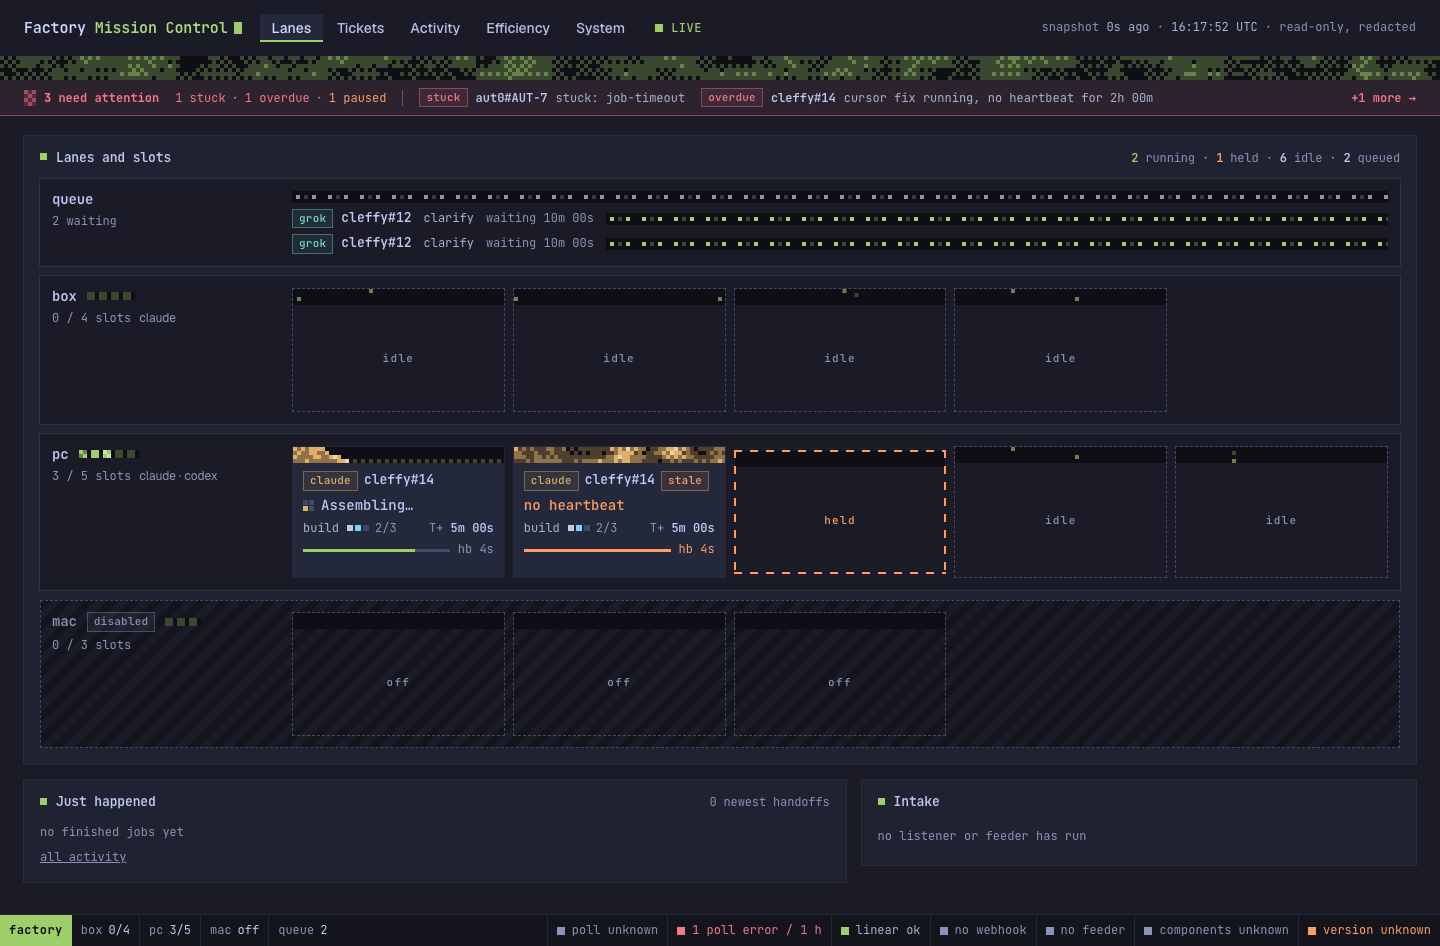 Factory Mission Control Lanes Tickets Activity Efficiency System LIVE snapshot 0s ago · 16:17:52 UTC · read-only, redacted
3 need attention 1 stuck · 1 overdue · 1 paused stuck aut0#AUT-7 stuck: job-timeout overdue cleffy#14 cursor fix running, no heartbeat for 2h 00m +1 more →
Lanes and slots 2 running · 1 held · 6 idle · 2 queued
queue
2 waiting
grok cleffy#12 clarify waiting 10m 00s
grok cleffy#12 clarify waiting 10m 00s
box
0 / 4 slots claude
idle idle idle idle
pc
3 / 5 slots claude·codex
claude cleffy#14
Assembling…
build 2/3 T+ 5m 00s
hb 4s
claude cleffy#14 stale
no heartbeat
build 2/3 T+ 5m 00s
hb 4s
held idle idle
mac disabled
0 / 3 slots
off off off
Just happened 0 newest handoffs
no finished jobs yet
all activity
Intake
no listener or feeder has run
factory box 0/4 pc 3/5 mac off queue 2 poll unknown 1 poll error / 1 h linear ok no webhook no feeder components unknown version unknown